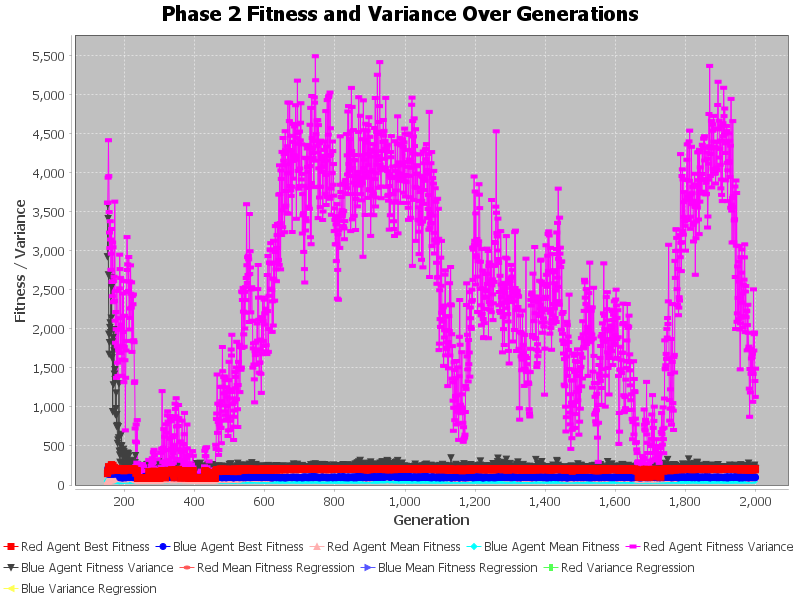 Phase 2 Fitness and Variance Over Generations
5,500
5,000
4,500
4,000
3,500
3,000
2,500
2,000
1,500
1,000
500
0
Fitness / Variance
200 400 600 800 1,000 1,200 1,400 1,600 1,800 2,000
Generation
Red Agent Best Fitness Blue Agent Best Fitness Red Agent Mean Fitness Blue Agent Mean Fitness Red Agent Fitness Variance
Blue Agent Fitness Variance Red Mean Fitness Regression Blue Mean Fitness Regression Red Variance Regression
Blue Variance Regression